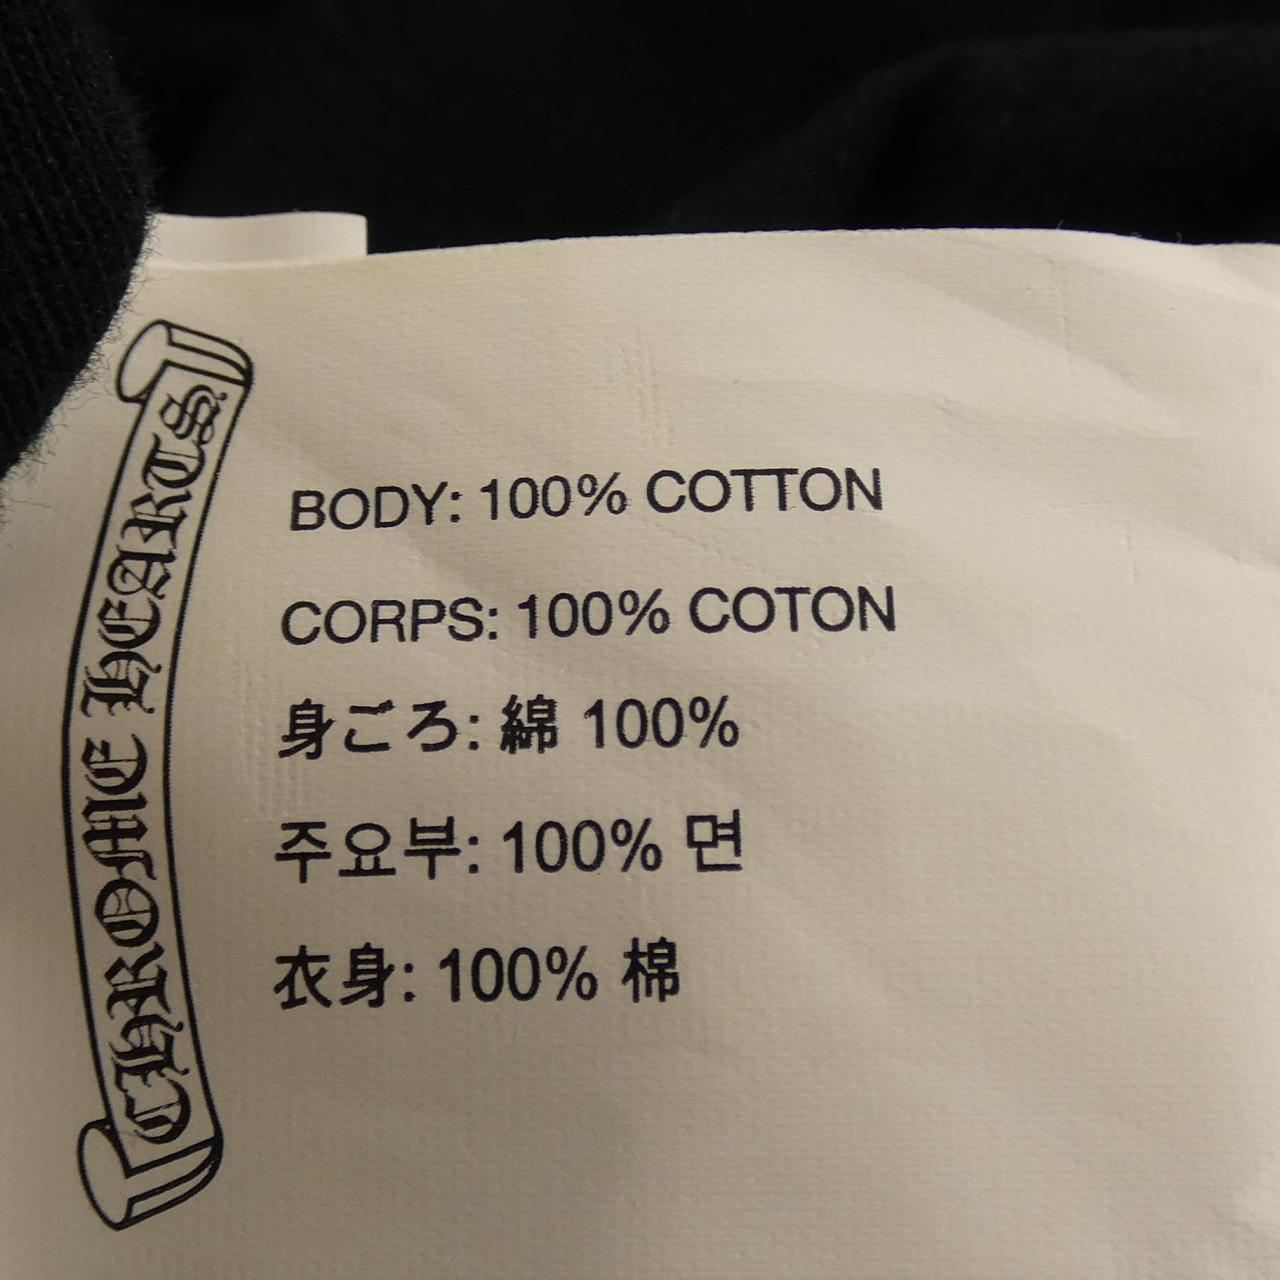 CHROME HEARTS
BODY: 100% COTTON
CORPS: 100% COTON
身ごろ: 綿 100%
주요부: 100% 면
衣身: 100% 棉